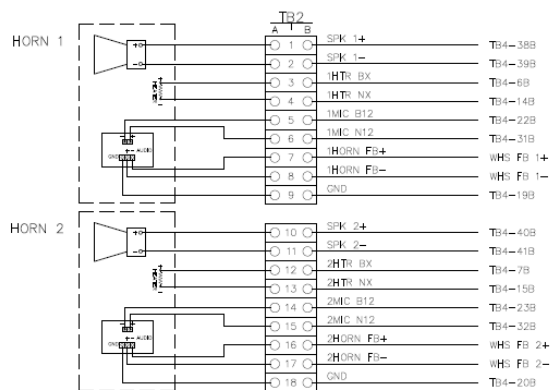 TB2
A B
HORN 1
+
-
1 SPK 1+ TB4-38B
2 SPK 1- TB4-39B
3 1HTR BX TB4-6B
4 1HTR NX TB4-14B
5 1MIC B12 TB4-22B
6 1MIC N12 TB4-31B
+- AUDIO
GND
7 1HORN FB+ WHS FB 1+
8 1HORN FB- WHS FB 1-
9 GND TB4-19B
HORN 2
+
-
10 SPK 2+ TB4-40B
11 SPK 2- TB4-41B
12 2HTR BX TB4-7B
13 2HTR NX TB4-15B
14 2MIC B12 TB4-23B
15 2MIC N12 TB4-32B
+- AUDIO
GND
16 2HORN FB+ WHS FB 2+
17 2HORN FB- WHS FB 2-
18 GND TB4-20B